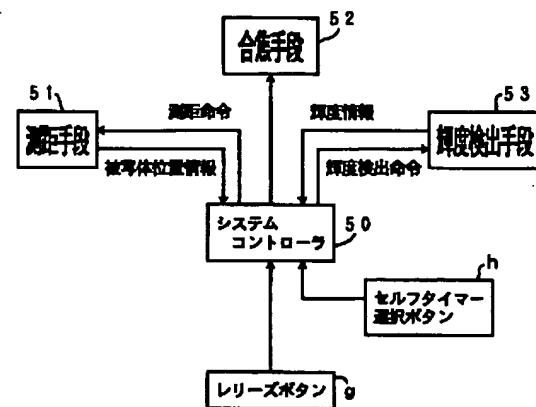 52
合焦手段
51
測距手段
測距命令
被写体位置情報
輝度情報
輝度検出命令
53
輝度検出手段
システム
コントローラ
50
h
セルフタイマー
選択ボタン
レリーズボタン
g